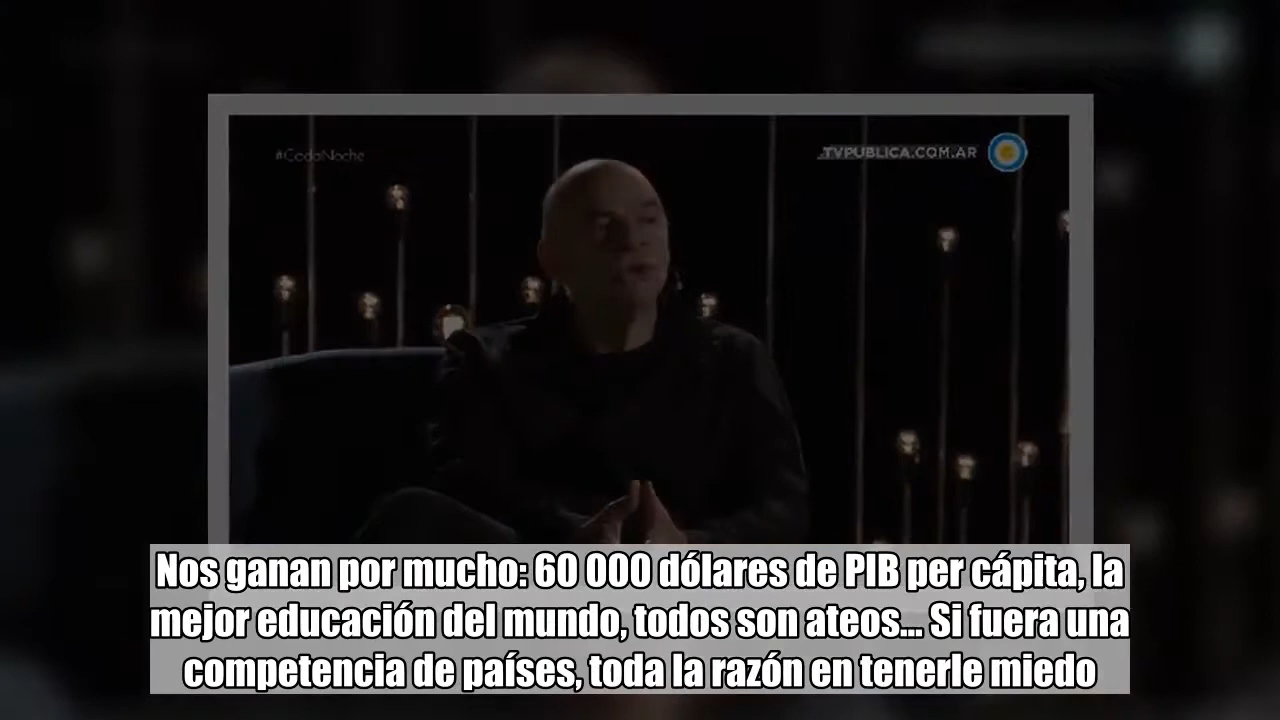 #CadaNoche
TVPUBLICA.COM.AR
Nos ganan por mucho: 60 000 dólares de PIB per cápita, la
mejor educación del mundo, todos son ateos... Si fuera una
competencia de países, toda la razón en tenerle miedo